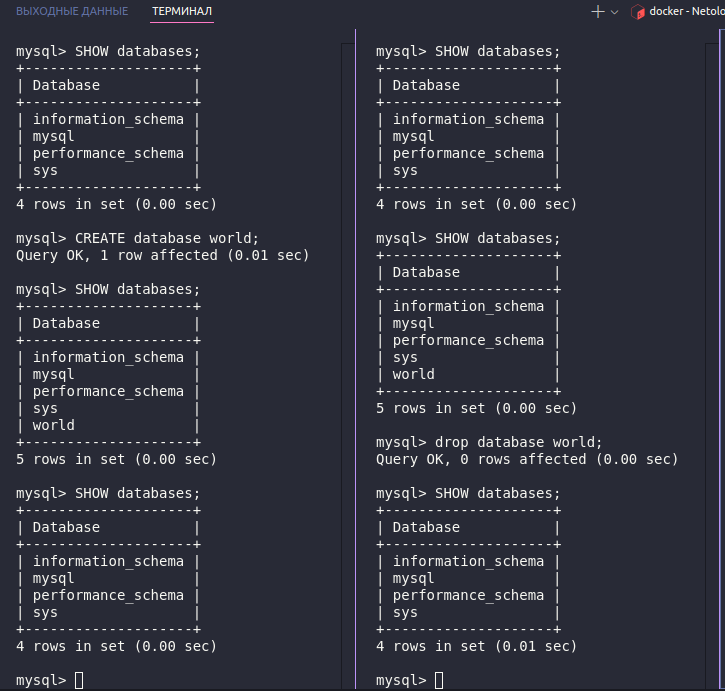 ВЫХОДНЫЕ ДАННЫЕ
ТЕРМИНАЛ
docker - Netolo
mysql> SHOW databases;
+--------------------+
| Database           |
+--------------------+
| information_schema |
| mysql              |
| performance_schema |
| sys                |
+--------------------+
4 rows in set (0.00 sec)
mysql> CREATE database world;
Query OK, 1 row affected (0.01 sec)
mysql> SHOW databases;
+--------------------+
| Database           |
+--------------------+
| information_schema |
| mysql              |
| performance_schema |
| sys                |
| world              |
+--------------------+
5 rows in set (0.00 sec)
mysql> SHOW databases;
+--------------------+
| Database           |
+--------------------+
| information_schema |
| mysql              |
| performance_schema |
| sys                |
+--------------------+
4 rows in set (0.00 sec)
mysql>
mysql> SHOW databases;
+--------------------+
| Database           |
+--------------------+
| information_schema |
| mysql              |
| performance_schema |
| sys                |
+--------------------+
4 rows in set (0.00 sec)
mysql> SHOW databases;
+--------------------+
| Database           |
+--------------------+
| information_schema |
| mysql              |
| performance_schema |
| sys                |
| world              |
+--------------------+
5 rows in set (0.00 sec)
mysql> drop database world;
Query OK, 0 rows affected (0.00 sec)
mysql> SHOW databases;
+--------------------+
| Database           |
+--------------------+
| information_schema |
| mysql              |
| performance_schema |
| sys                |
+--------------------+
4 rows in set (0.01 sec)
mysql>